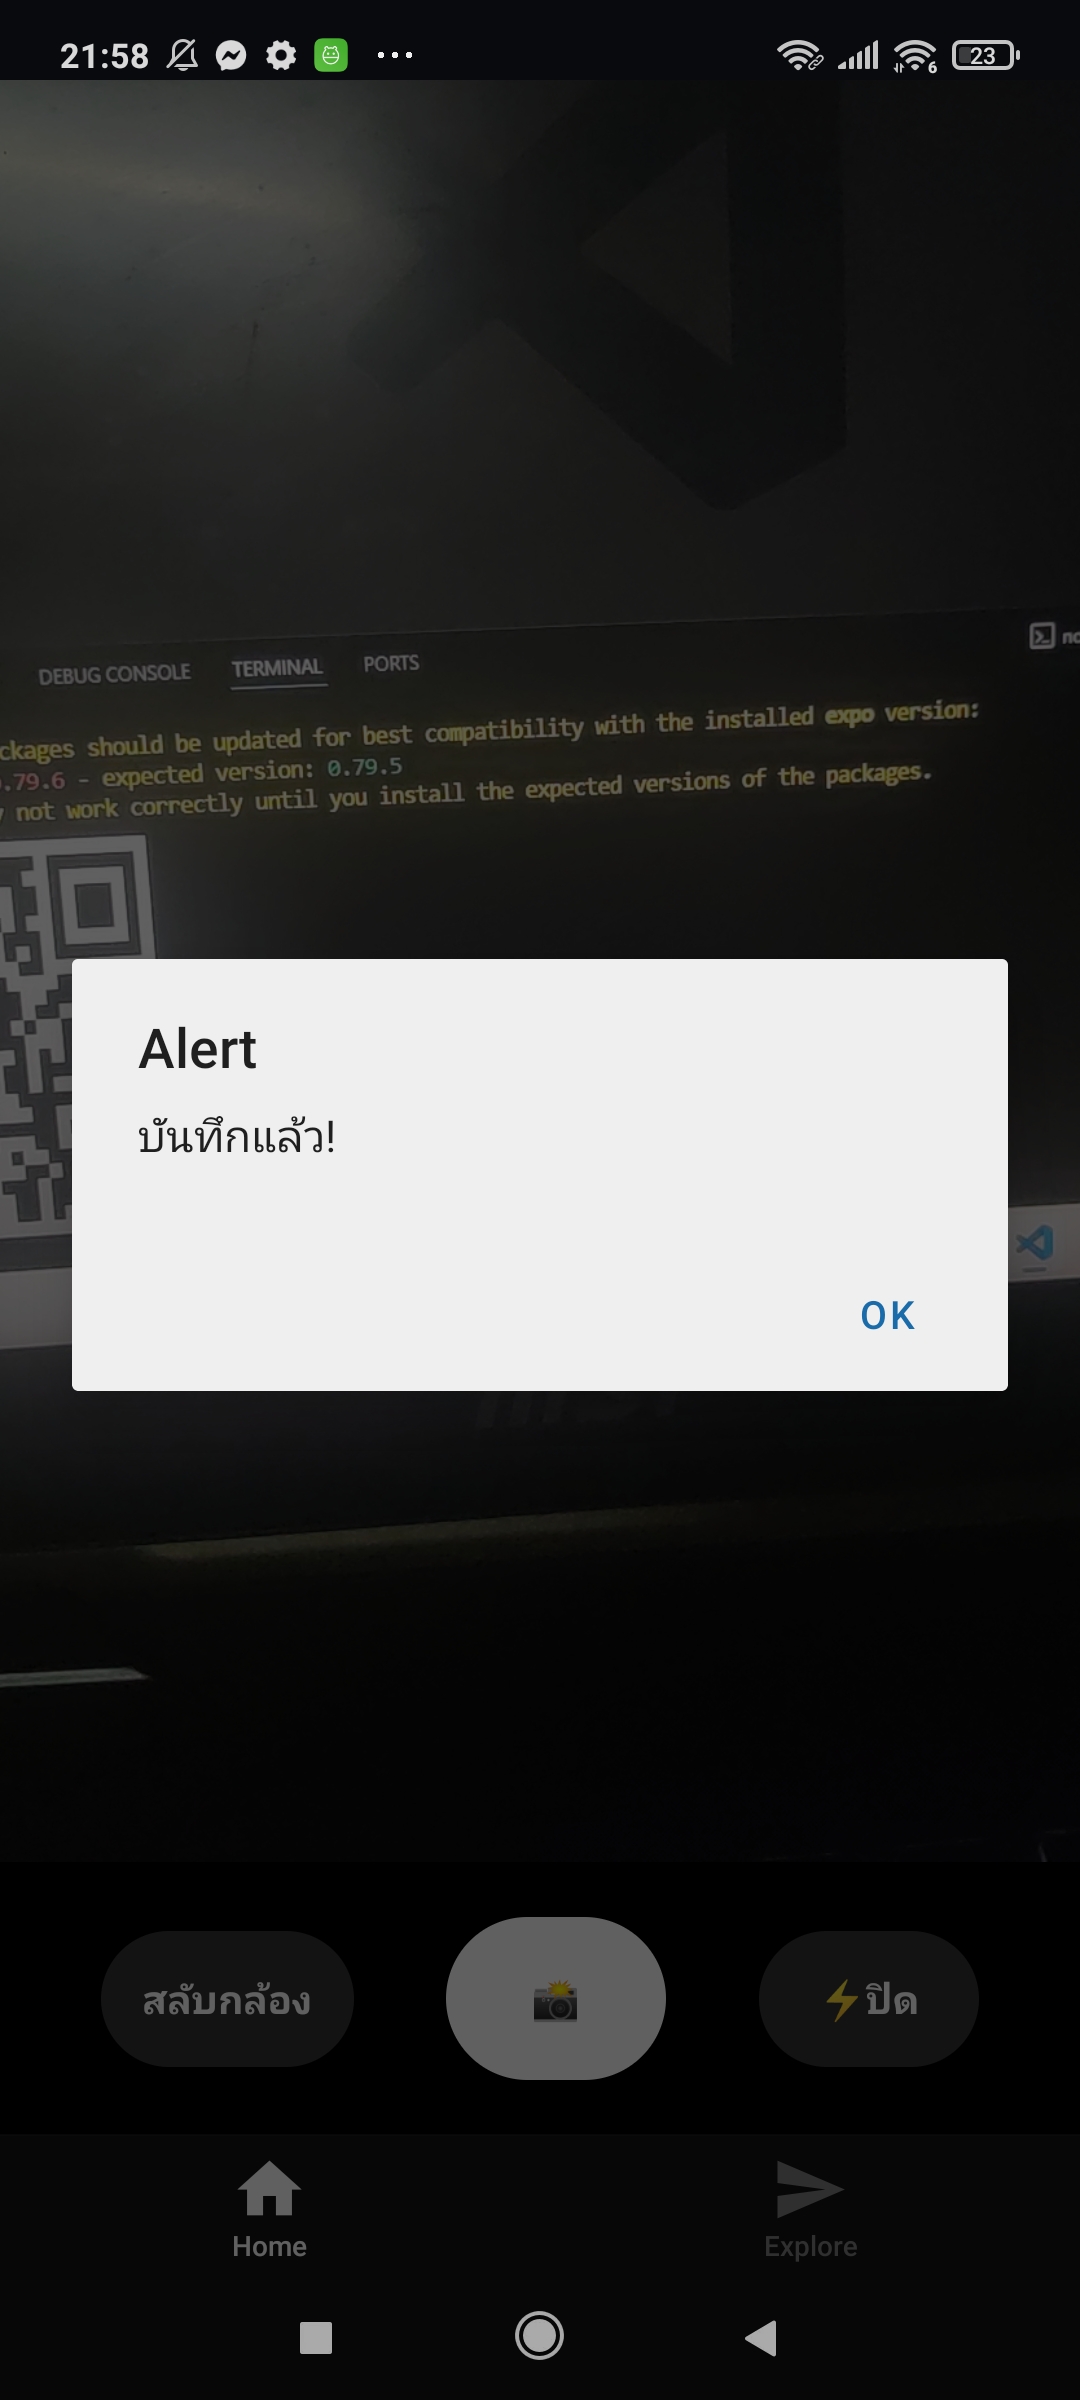 21:58
6
23
DEBUG CONSOLE TERMINAL PORTS
ckages should be updated for best compatibility with the installed expo version:
.79.6 - expected version: 0.79.5
not work correctly until you install the expected versions of the packages.
Alert
บันทึกแล้ว!
OK
สลับกล้อง
ปิด
Home
Explore